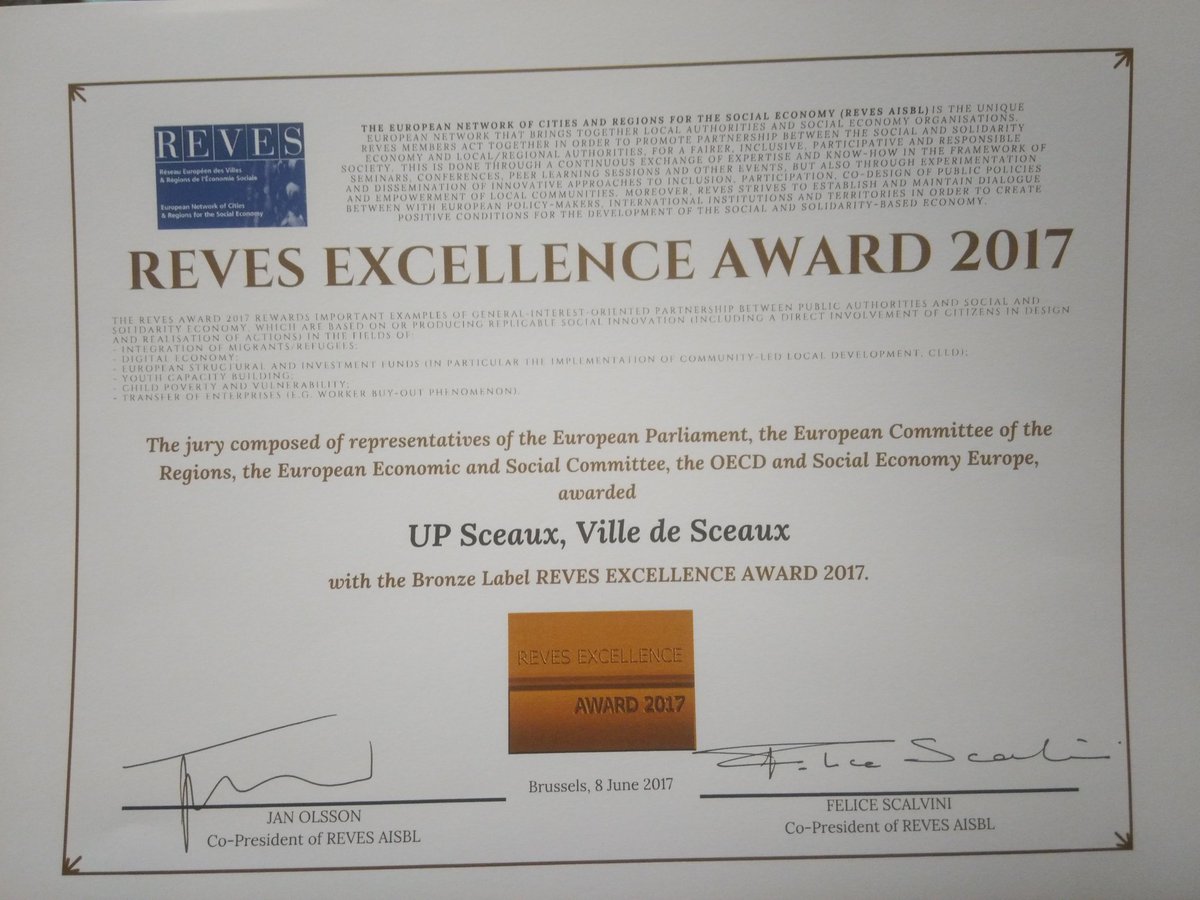 REVES
Réseau Européen des Villes
& Régions de l'Économie Sociale
European Network of Cities
& Regions for the Social Economy
THE EUROPEAN NETWORK OF CITIES AND REGIONS FOR THE SOCIAL ECONOMY (REVES AISBL) IS THE UNIQUE
EUROPEAN NETWORK THAT BRINGS TOGETHER LOCAL AUTHORITIES AND SOCIAL ECONOMY ORGANISATIONS.
REVES MEMBERS ACT TOGETHER IN ORDER TO PROMOTE PARTNERSHIP BETWEEN THE SOCIAL AND SOLIDARITY
ECONOMY AND LOCAL/REGIONAL AUTHORITIES, FOR A FAIRER, INCLUSIVE, PARTICIPATIVE AND RESPONSIBLE
SOCIETY. THIS IS DONE THROUGH A CONTINUOUS EXCHANGE OF EXPERTISE AND KNOW-HOW IN THE FRAMEWORK OF
SEMINARS, CONFERENCES, PEER LEARNING SESSIONS AND OTHER EVENTS, BUT ALSO THROUGH EXPERIMENTATION
AND DISSEMINATION OF INNOVATIVE APPROACHES TO INCLUSION, PARTICIPATION, CO-DESIGN OF PUBLIC POLICIES
AND EMPOWERMENT OF LOCAL COMMUNITIES. MOREOVER, REVES STRIVES TO ESTABLISH AND MAINTAIN DIALOGUE
BETWEEN WITH EUROPEAN POLICY-MAKERS, INTERNATIONAL INSTITUTIONS AND TERRITORIES IN ORDER TO CREATE
POSITIVE CONDITIONS FOR THE DEVELOPMENT OF THE SOCIAL AND SOLIDARITY-BASED ECONOMY.
REVES EXCELLENCE AWARD 2017
THE REVES AWARD 2017 REWARDS IMPORTANT EXAMPLES OF GENERAL-INTEREST-ORIENTED PARTNERSHIP BETWEEN PUBLIC AUTHORITIES AND SOCIAL AND
SOLIDARITY ECONOMY, WHICH ARE BASED ON OR PRODUCING REPLICABLE SOCIAL INNOVATION (INCLUDING A DIRECT INVOLVEMENT OF CITIZENS IN DESIGN
AND REALISATION OF ACTIONS) IN THE FIELDS OF:
- INTEGRATION OF MIGRANTS/REFUGEES;
- DIGITAL ECONOMY;
- EUROPEAN STRUCTURAL AND INVESTMENT FUNDS (IN PARTICULAR THE IMPLEMENTATION OF COMMUNITY-LED LOCAL DEVELOPMENT, CLLD);
- YOUTH CAPACITY BUILDING;
- CHILD POVERTY AND VULNERABILITY;
- TRANSFER OF ENTERPRISES (E.G. WORKER BUY-OUT PHENOMENON).
The jury composed of representatives of the European Parliament, the European Committee of the
Regions, the European Economic and Social Committee, the OECD and Social Economy Europe,
awarded
UP Sceaux, Ville de Sceaux
with the Bronze Label REVES EXCELLENCE AWARD 2017.
REVES EXCELLENCE
AWARD 2017
Felice Scalvini
Brussels, 8 June 2017
JAN OLSSON
Co-President of REVES AISBL
FELICE SCALVINI
Co-President of REVES AISBL